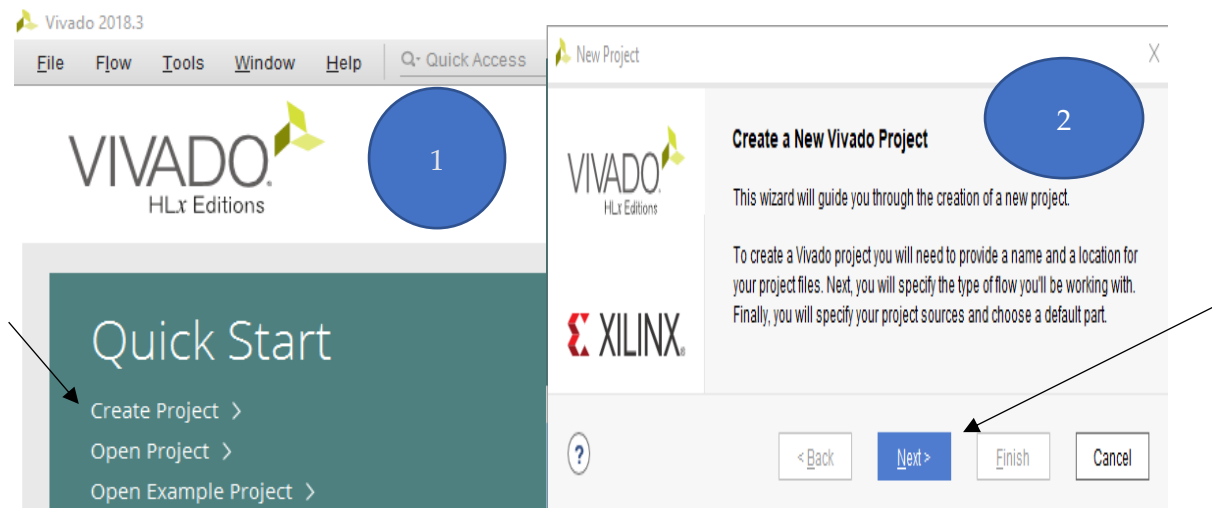 Vivado 2018.3
File Flow Tools Window Help Q- Quick Access
VIVADO.
HLx Editions
1
Quick Start
Create Project >
Open Project >
Open Example Project >
New Project
2
VIVADO.
HLx Editions
XILINX.
Create a New Vivado Project
This wizard will guide you through the creation of a new project.
To create a Vivado project you will need to provide a name and a location for
your project files. Next, you will specify the type of flow you'll be working with.
Finally, you will specify your project sources and choose a default part.
? < Back Next > Finish Cancel